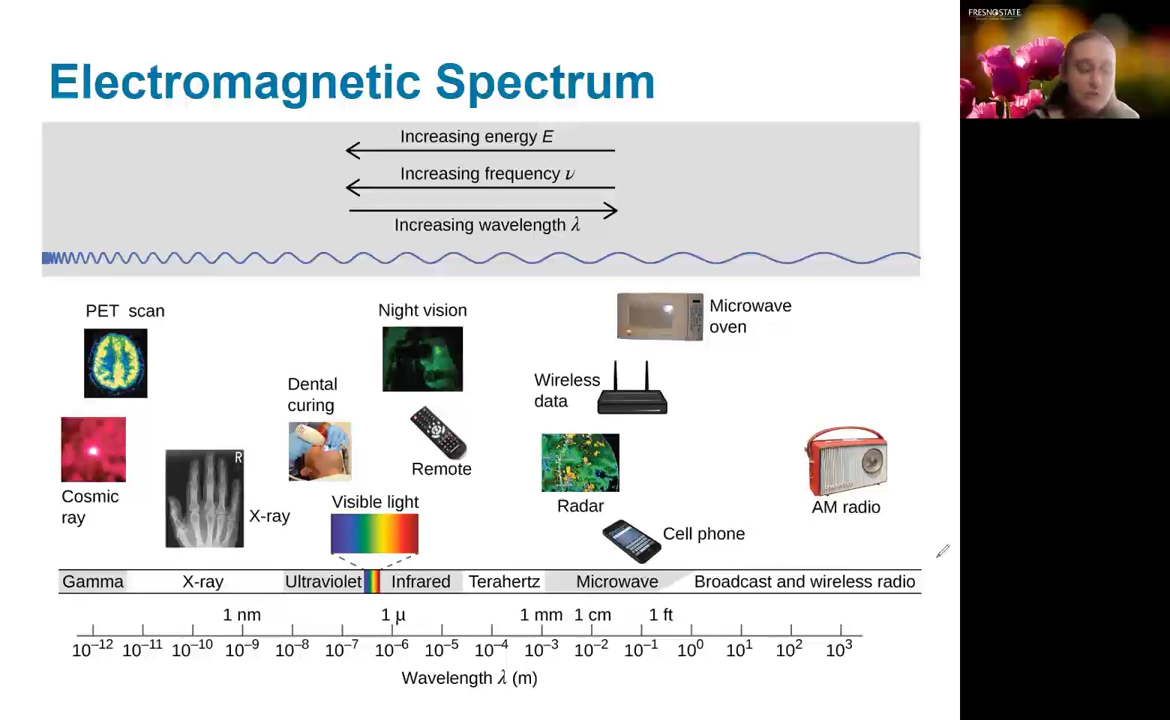 FRESNOSTATE
Electromagnetic Spectrum
Increasing energy E
Increasing frequency ν
Increasing wavelength λ
PET scan
Night vision
Microwave
oven
Dental
curing
Wireless
data
Cosmic
ray
R
X-ray
Remote
Visible light
Radar
Cell phone
AM radio
Gamma X-ray Ultraviolet Infrared Terahertz Microwave Broadcast and wireless radio
1 nm 1 µ 1 mm 1 cm 1 ft
10⁻¹² 10⁻¹¹ 10⁻¹⁰ 10⁻⁹ 10⁻⁸ 10⁻⁷ 10⁻⁶ 10⁻⁵ 10⁻⁴ 10⁻³ 10⁻² 10⁻¹ 10⁰ 10¹ 10² 10³
Wavelength λ (m)